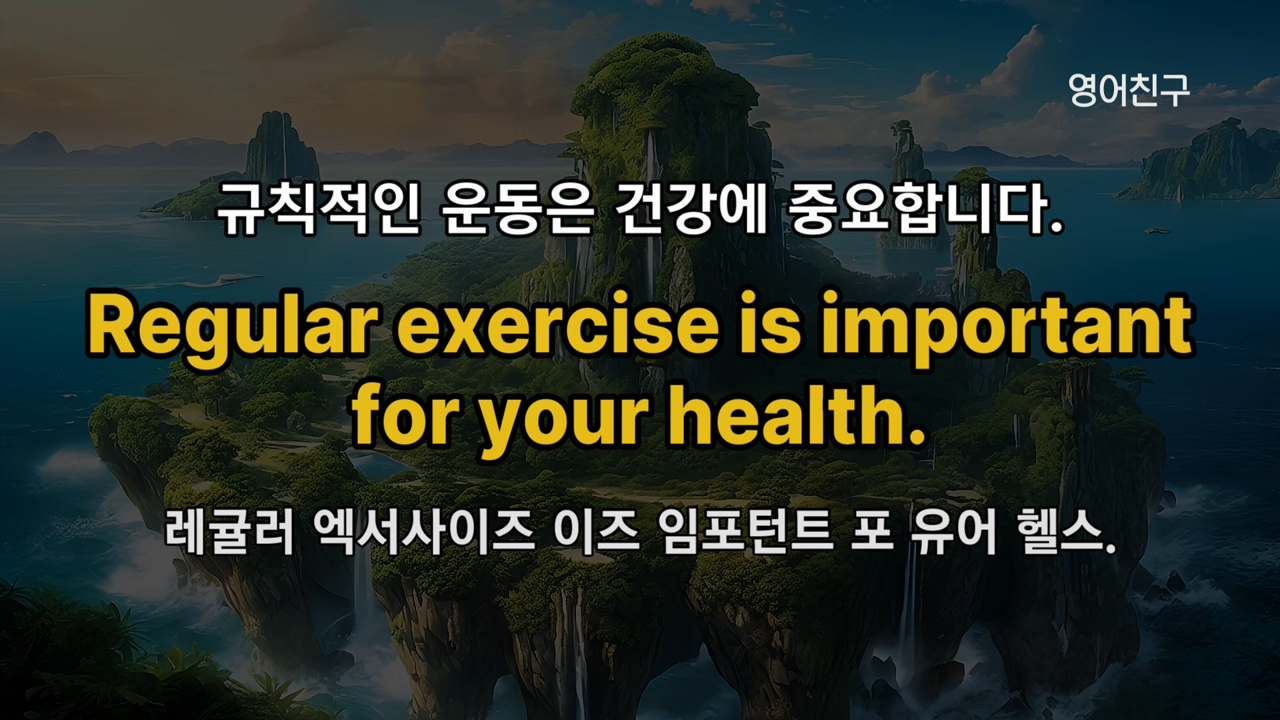 영어친구
규칙적인 운동은 건강에 중요합니다.
Regular exercise is important
for your health.
레귤러 엑서사이즈 이즈 임포턴트 포 유어 헬스.